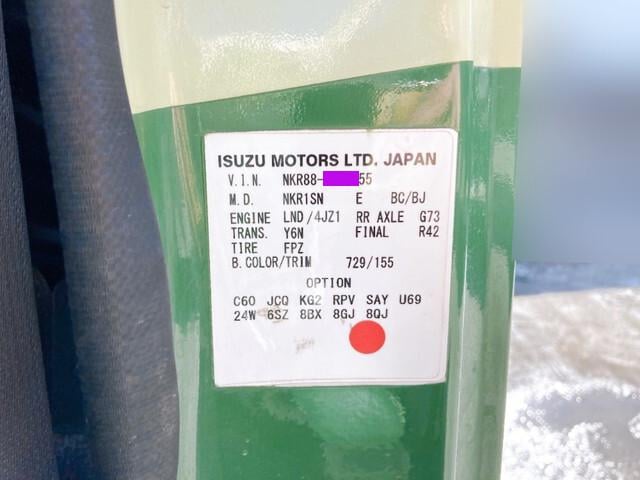 ISUZU MOTORS LTD. JAPAN
V.I.N. NKR88- 55
M.D. NKR1SN E BC/BJ
ENGINE LND/4JZ1 RR AXLE G73
TRANS. Y6N FINAL R42
TIRE FPZ
B.COLOR/TRIM 729/155
OPTION
C60 JCQ KG2 RPV SAY U69
24W 6SZ 8BX 8GJ 8QJ